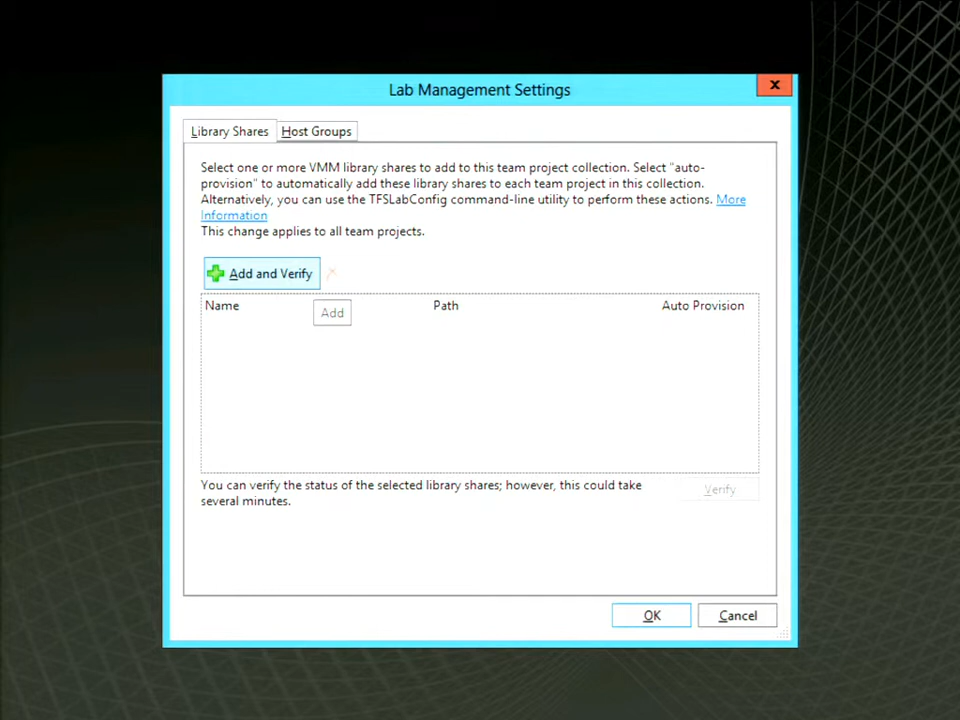 Lab Management Settings
x
Library Shares
Host Groups
Select one or more VMM library shares to add to this team project collection. Select "auto-
provision" to automatically add these library shares to each team project in this collection.
Alternatively, you can use the TFSLabConfig command-line utility to perform these actions. More
Information
This change applies to all team projects.
Add and Verify
Name
Path
Auto Provision
Add
You can verify the status of the selected library shares; however, this could take
several minutes.
Verify
OK
Cancel